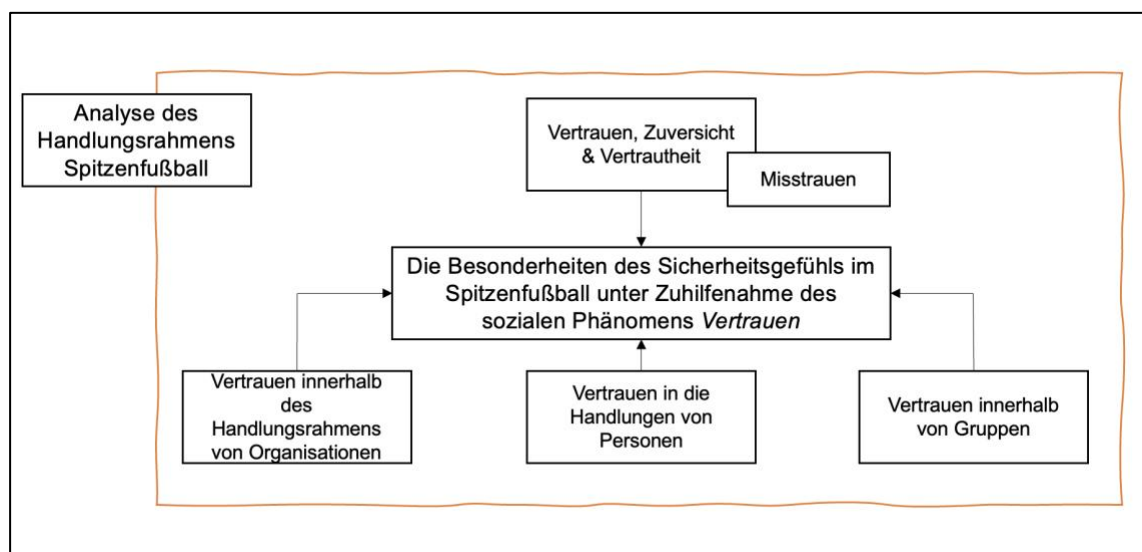 Analyse des
Handlungsrahmens
Spitzenfußball
Vertrauen, Zuversicht
& Vertrautheit
Misstrauen
Die Besonderheiten des Sicherheitsgefühls im
Spitzenfußball unter Zuhilfenahme des
sozialen Phänomens Vertrauen
Vertrauen innerhalb
des
Handlungsrahmens
von Organisationen
Vertrauen in die
Handlungen von
Personen
Vertrauen innerhalb
von Gruppen